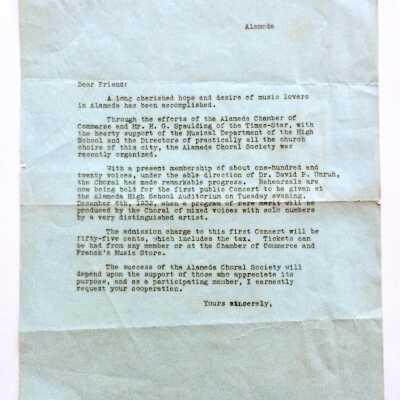 Alameda
Dear Friend:
A long cherished hope and desire of music lovers
in Alameda has been accomplished.
Through the efforts of the Alameda Chamber of
Commerce and Mr. H. G. Spaulding of the Times-Star, with
the hearty support of the Musical Department of the High
School and the Directors of practically all the church
choirs of this city, the Alameda Choral Society was
recently organized.
With a present membership of about one-hundred and
twenty voices, under the able direction of Dr. David P. Unruh,
the Choral has made remarkable progress. Rehearsals are
now being held for the first public Concert to be given at
the Alameda High School Auditorium on Tuesday evening,
December 6th, 1932, when a program of rare merit will be
produced by the Choral of mixed voices with solo numbers
by a very distinguished artist.
The admission charge to this first Concert will be
fifty-five cents, which includes the tax. Tickets can
be had from any member or at the Chamber of Commerce and
Music Store.
The success of the Alameda Choral Society will
depend upon the support of those who appreciate its
purpose, and as a participating member, I earnestly
request your cooperation.
Yours sincerely,